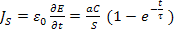 J_S = ε_0 ∂E/∂t = aC/S (1 − e^{−t/τ})